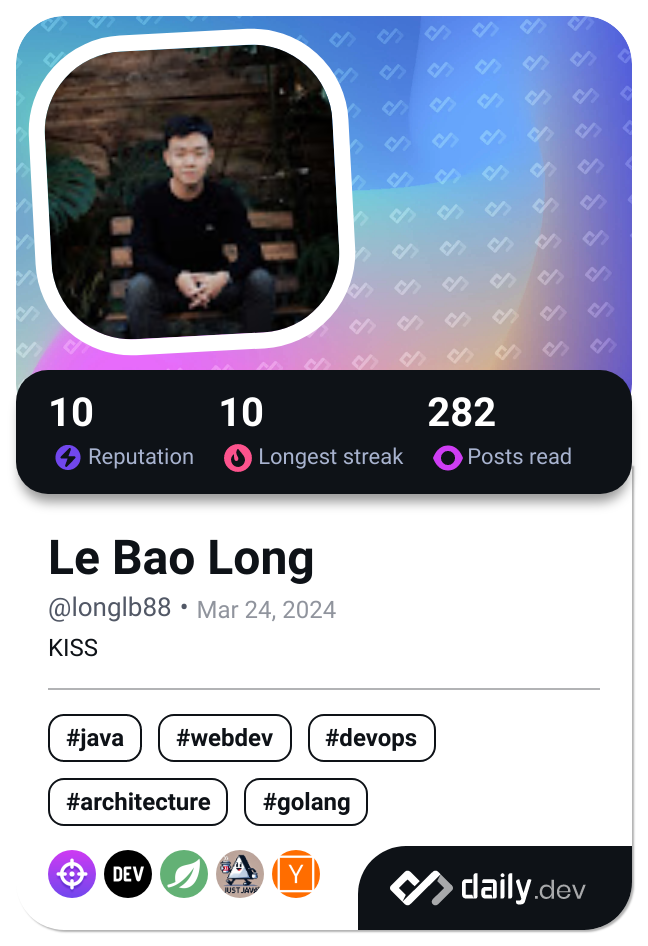 10 10 282
Reputation Longest streak Posts read
Le Bao Long
@longlb88 • Mar 24, 2024
KISS
#java #webdev #devops
#architecture #golang
DEV JUST JAVA Y
daily.dev